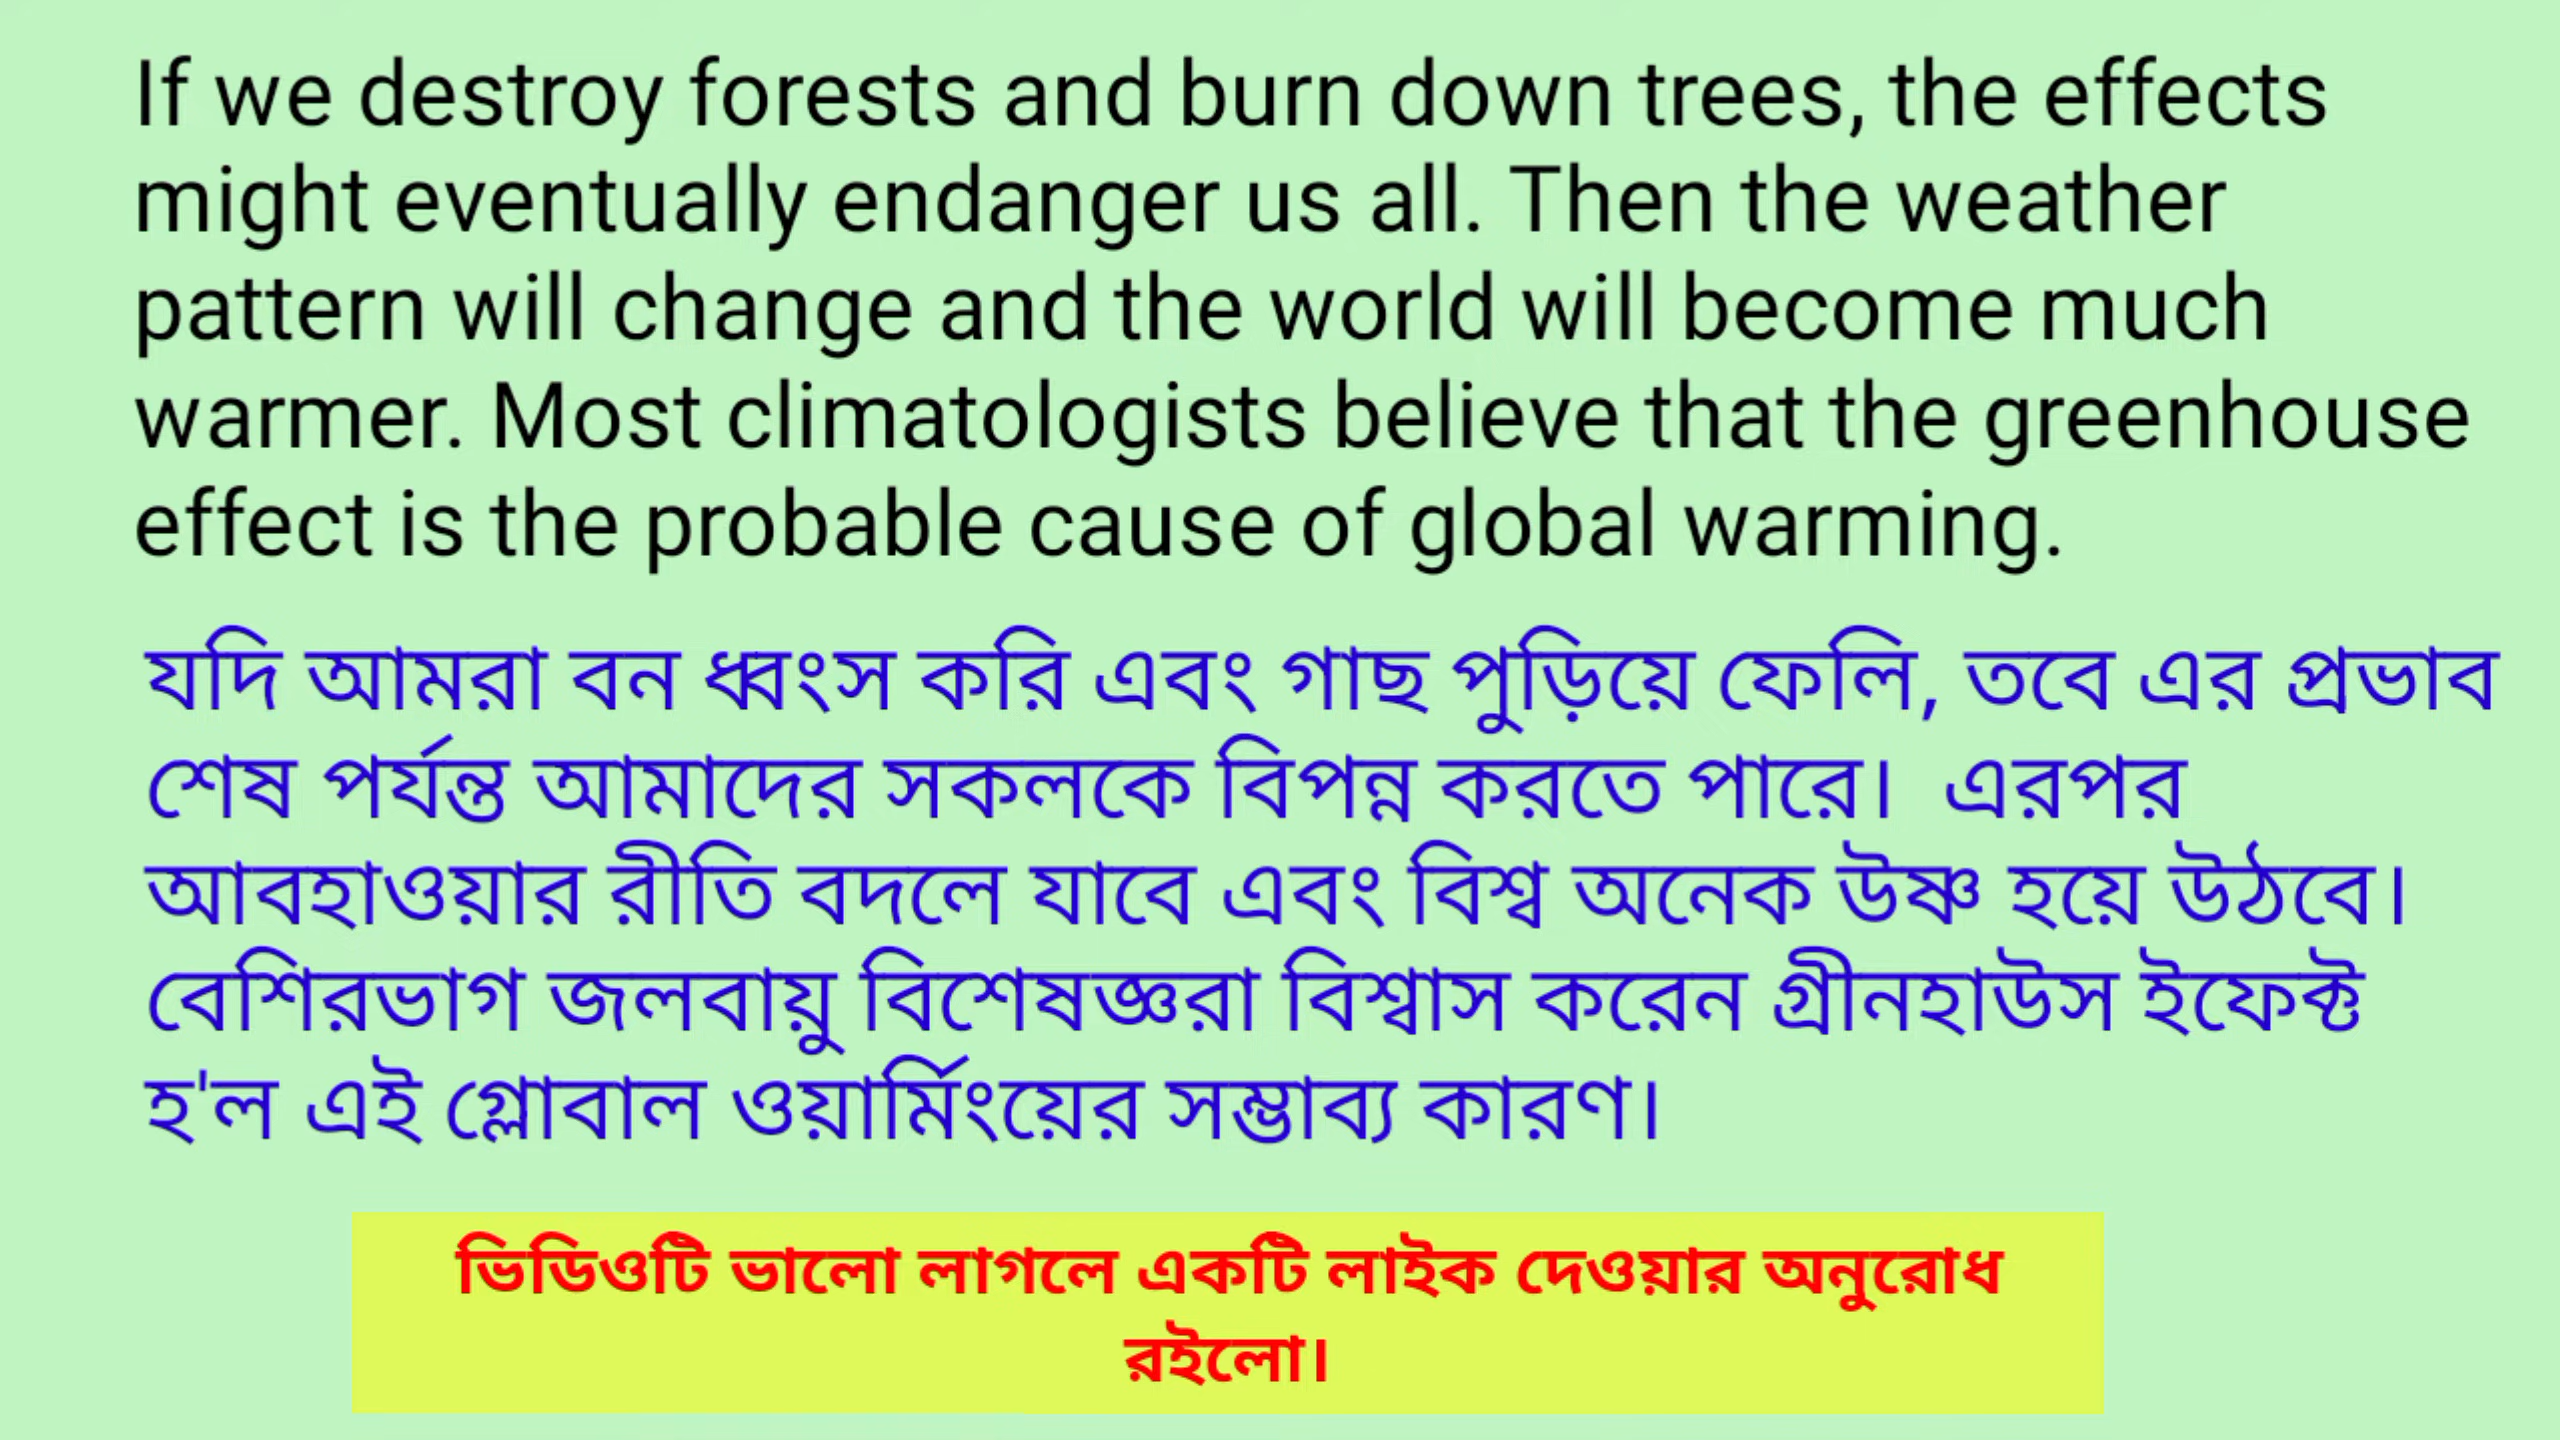 If we destroy forests and burn down trees, the effects
might eventually endanger us all. Then the weather
pattern will change and the world will become much
warmer. Most climatologists believe that the greenhouse
effect is the probable cause of global warming.
যদি আমরা বন ধ্বংস করি এবং গাছ পুড়িয়ে ফেলি, তবে এর প্রভাব
শেষ পর্যন্ত আমাদের সকলকে বিপন্ন করতে পারে। এরপর
আবহাওয়ার রীতি বদলে যাবে এবং বিশ্ব অনেক উষ্ণ হয়ে উঠবে।
বেশিরভাগ জলবায়ু বিশেষজ্ঞরা বিশ্বাস করেন গ্রীনহাউস ইফেক্ট
হ'ল এই গ্লোবাল ওয়ার্মিংয়ের সম্ভাব্য কারণ।
ভিডিওটি ভালো লাগলে একটি লাইক দেওয়ার অনুরোধ
রইলো।